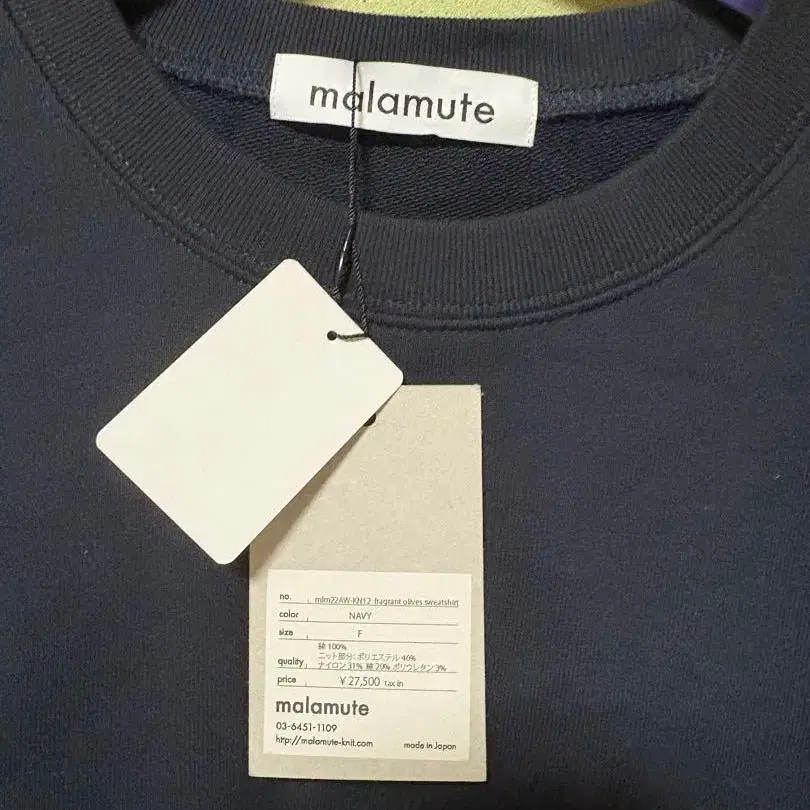 malamute
no. mlm22AW-KN12 fragrant olives sweatshirt
color NAVY
size F
綿 100%
ニット部分:ポリエステル 46%
quality ナイロン 31% 綿 20% ポリウレタン 3%
price ¥ 27,500 tax in
malamute
03-6451-1109
http://malamute-knit.com made in Japan